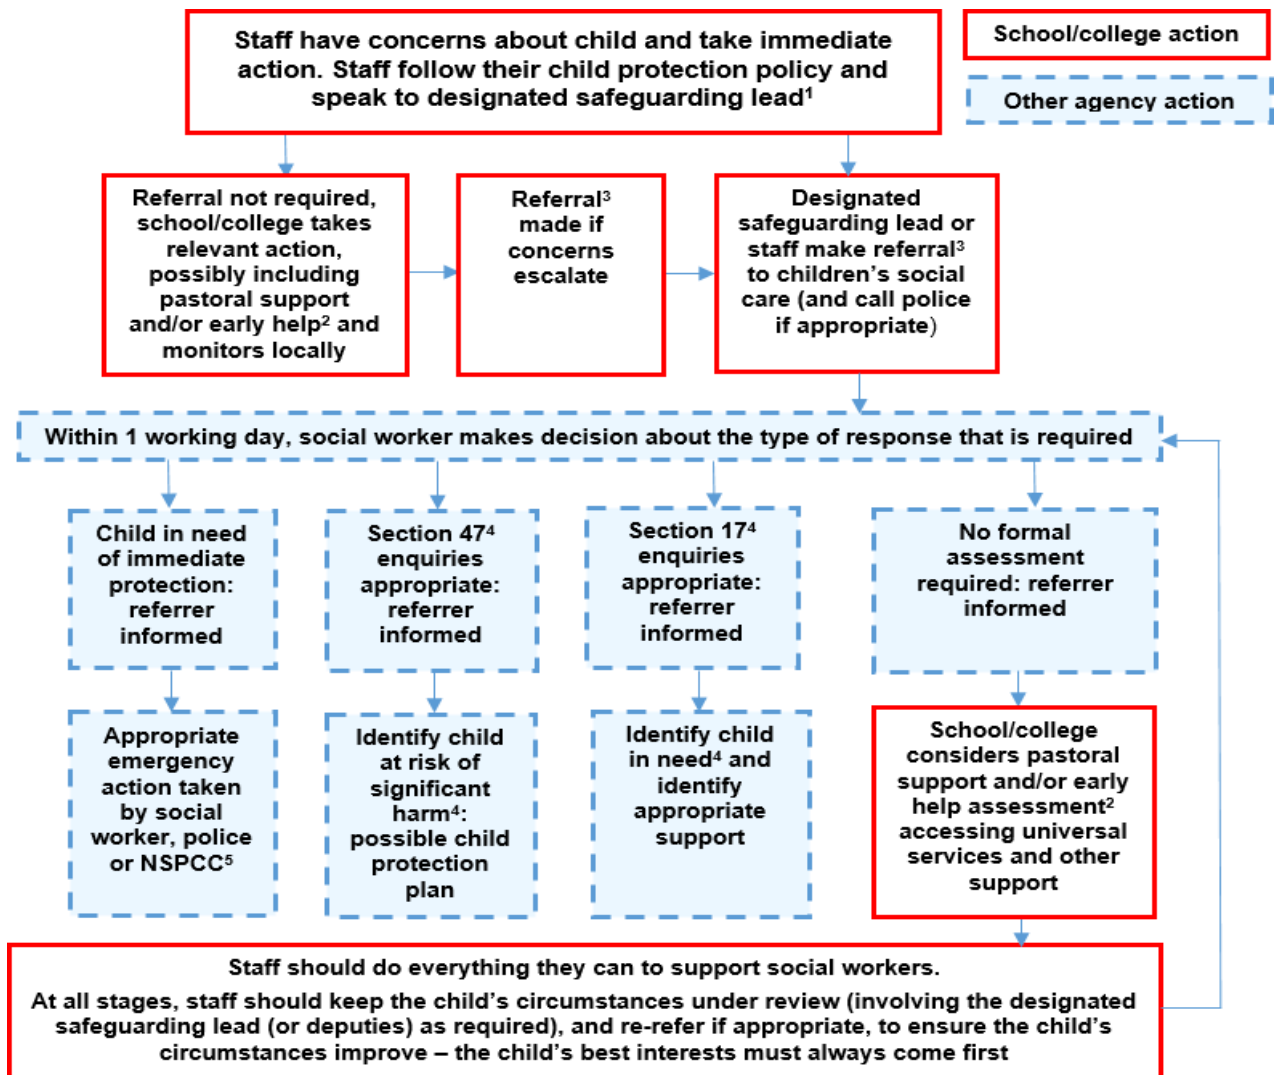 Staff have concerns about child and take immediate
action. Staff follow their child protection policy and
speak to designated safeguarding lead¹
School/college action
Other agency action
Referral not required,
school/college takes
relevant action,
possibly including
pastoral support
and/or early help² and
monitors locally
Referral³
made if
concerns
escalate
Designated
safeguarding lead or
staff make referral³
to children’s social
care (and call police
if appropriate)
Within 1 working day, social worker makes decision about the type of response that is required
Child in need
of immediate
protection:
referrer
informed
Section 47⁴
enquiries
appropriate:
referrer
informed
Section 17⁴
enquiries
appropriate:
referrer
informed
No formal
assessment
required: referrer
informed
Appropriate
emergency
action taken
by social
worker, police
or NSPCC⁵
Identify child
at risk of
significant
harm⁴:
possible child
protection
plan
Identify child
in need⁴ and
identify
appropriate
support
School/college
considers pastoral
support and/or early
help assessment²
accessing universal
services and other
support
Staff should do everything they can to support social workers.
At all stages, staff should keep the child’s circumstances under review (involving the designated
safeguarding lead (or deputies) as required), and re-refer if appropriate, to ensure the child’s
circumstances improve – the child’s best interests must always come first